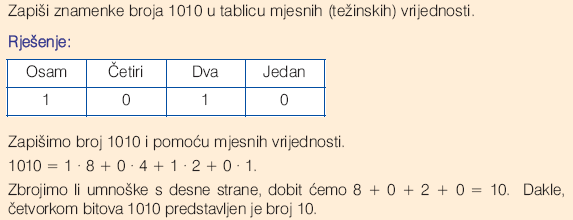 Zapiši znamenke broja 1010 u tablicu mjesnih (težinskih) vrijednosti.
Rješenje:
Osam Četiri Dva Jedan
1 0 1 0
Zapišimo broj 1010 i pomoću mjesnih vrijednosti.
1010 = 1 · 8 + 0 · 4 + 1 · 2 + 0 · 1.
Zbrojimo li umnoške s desne strane, dobit ćemo 8 + 0 + 2 + 0 = 10. Dakle,
četvorkom bitova 1010 predstavljen je broj 10.